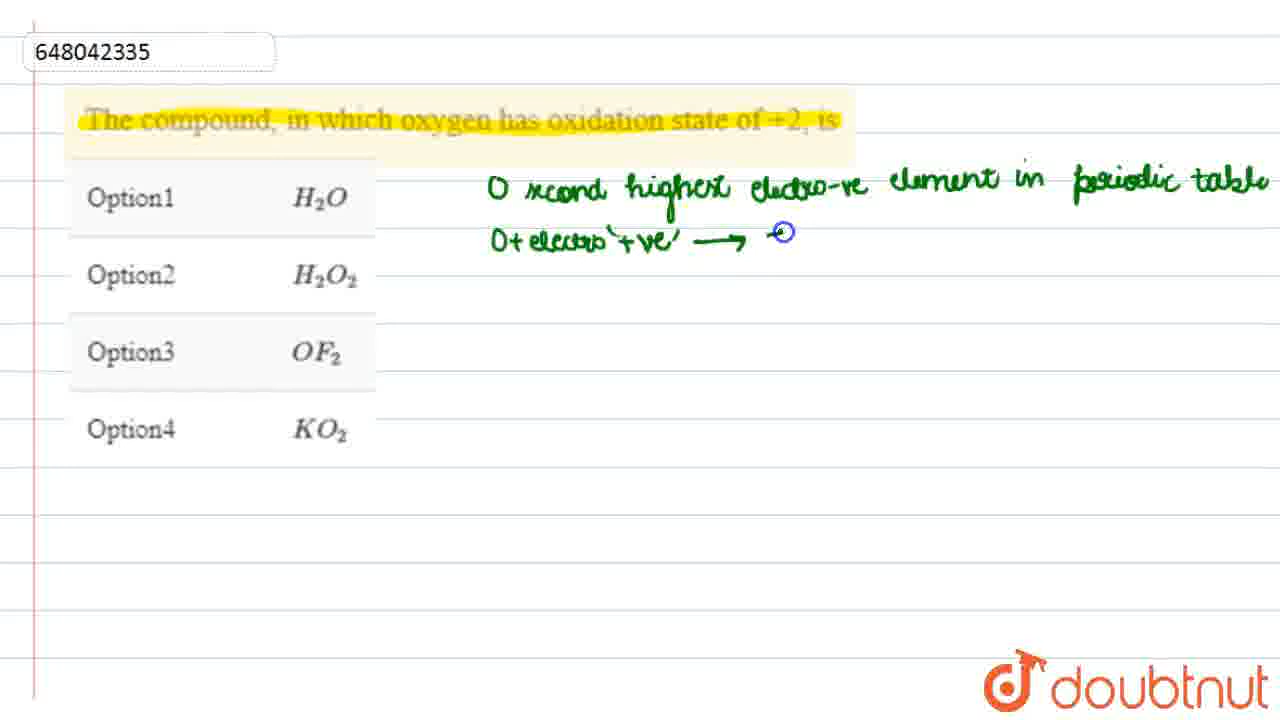 648042335
The compound, in which oxygen has oxidation state of +2, is
Option1 H₂O
O second highest electro-ve element in periodic table
O + electro '+ve' →
Option2 H₂O₂
Option3 OF₂
Option4 KO₂
doubtnut